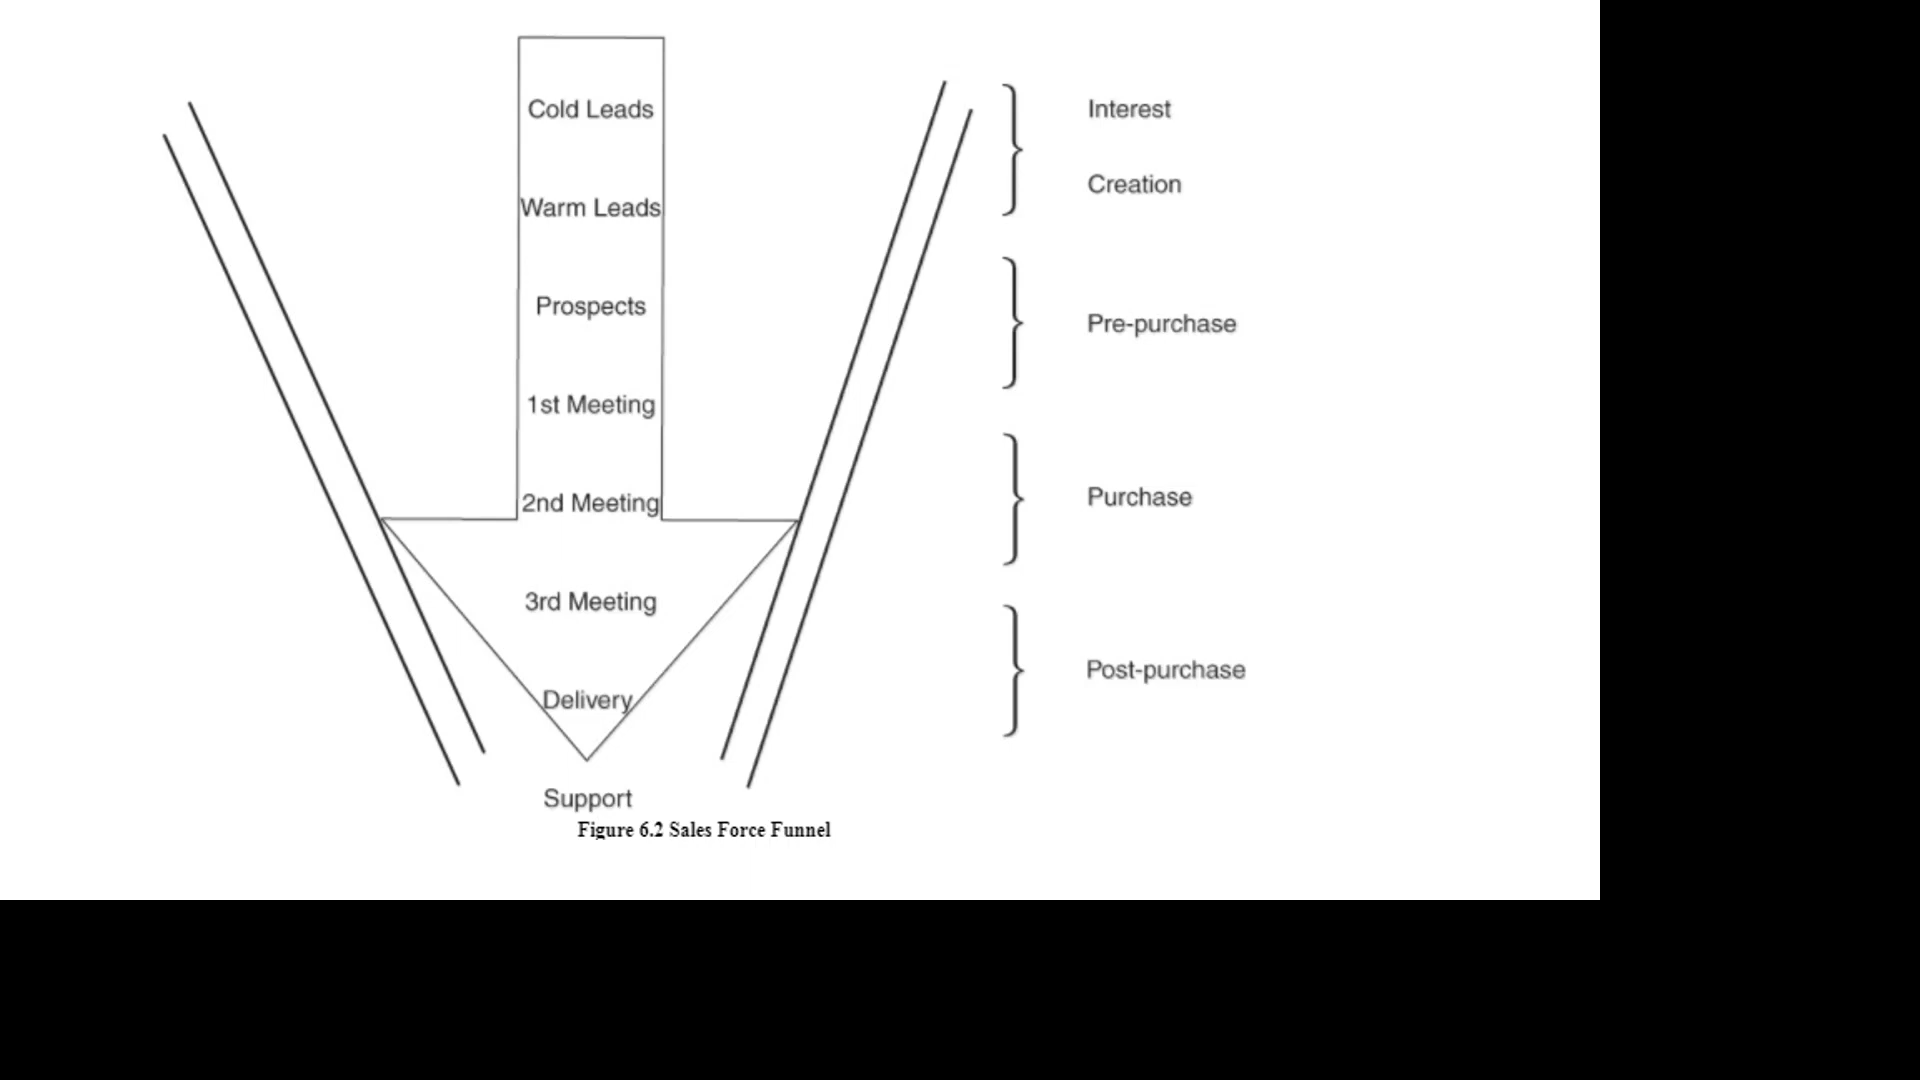 Cold Leads
Warm Leads
Prospects
1st Meeting
2nd Meeting
3rd Meeting
Delivery
Support
Interest
Creation
Pre-purchase
Purchase
Post-purchase
Figure 6.2 Sales Force Funnel